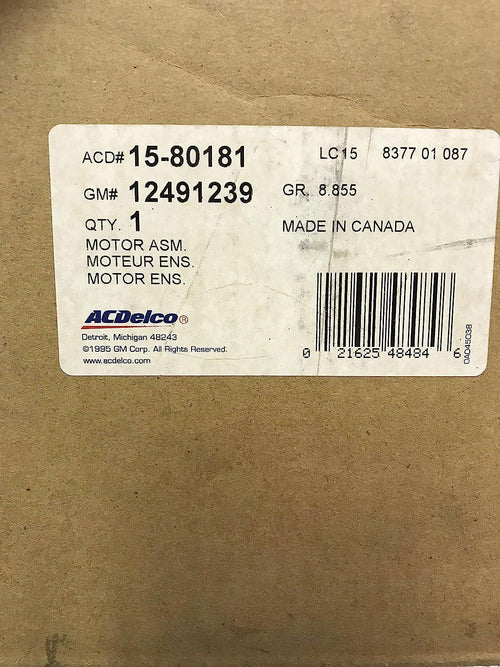 ACD# 15-80181 LC15 8377 01 087
GM# 12491239 GR. 8.855
QTY. 1 MADE IN CANADA
MOTOR ASM.
MOTEUR ENS.
MOTOR ENS.
ACDelco®
Detroit, Michigan 48243
©1995 GM Corp. All Rights Reserved.
www.acdelco.com
0 21625 48484 6
0A045038